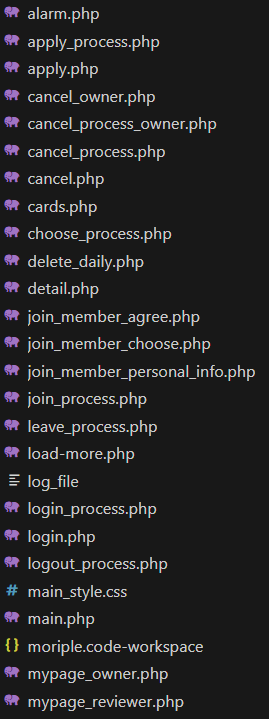 alarm.php
apply_process.php
apply.php
cancel_owner.php
cancel_process_owner.php
cancel_process.php
cancel.php
cards.php
choose_process.php
delete_daily.php
detail.php
join_member_agree.php
join_member_choose.php
join_member_personal_info.php
join_process.php
leave_process.php
load-more.php
log_file
login_process.php
login.php
logout_process.php
# main_style.css
main.php
{} moriple.code-workspace
mypage_owner.php
mypage_reviewer.php